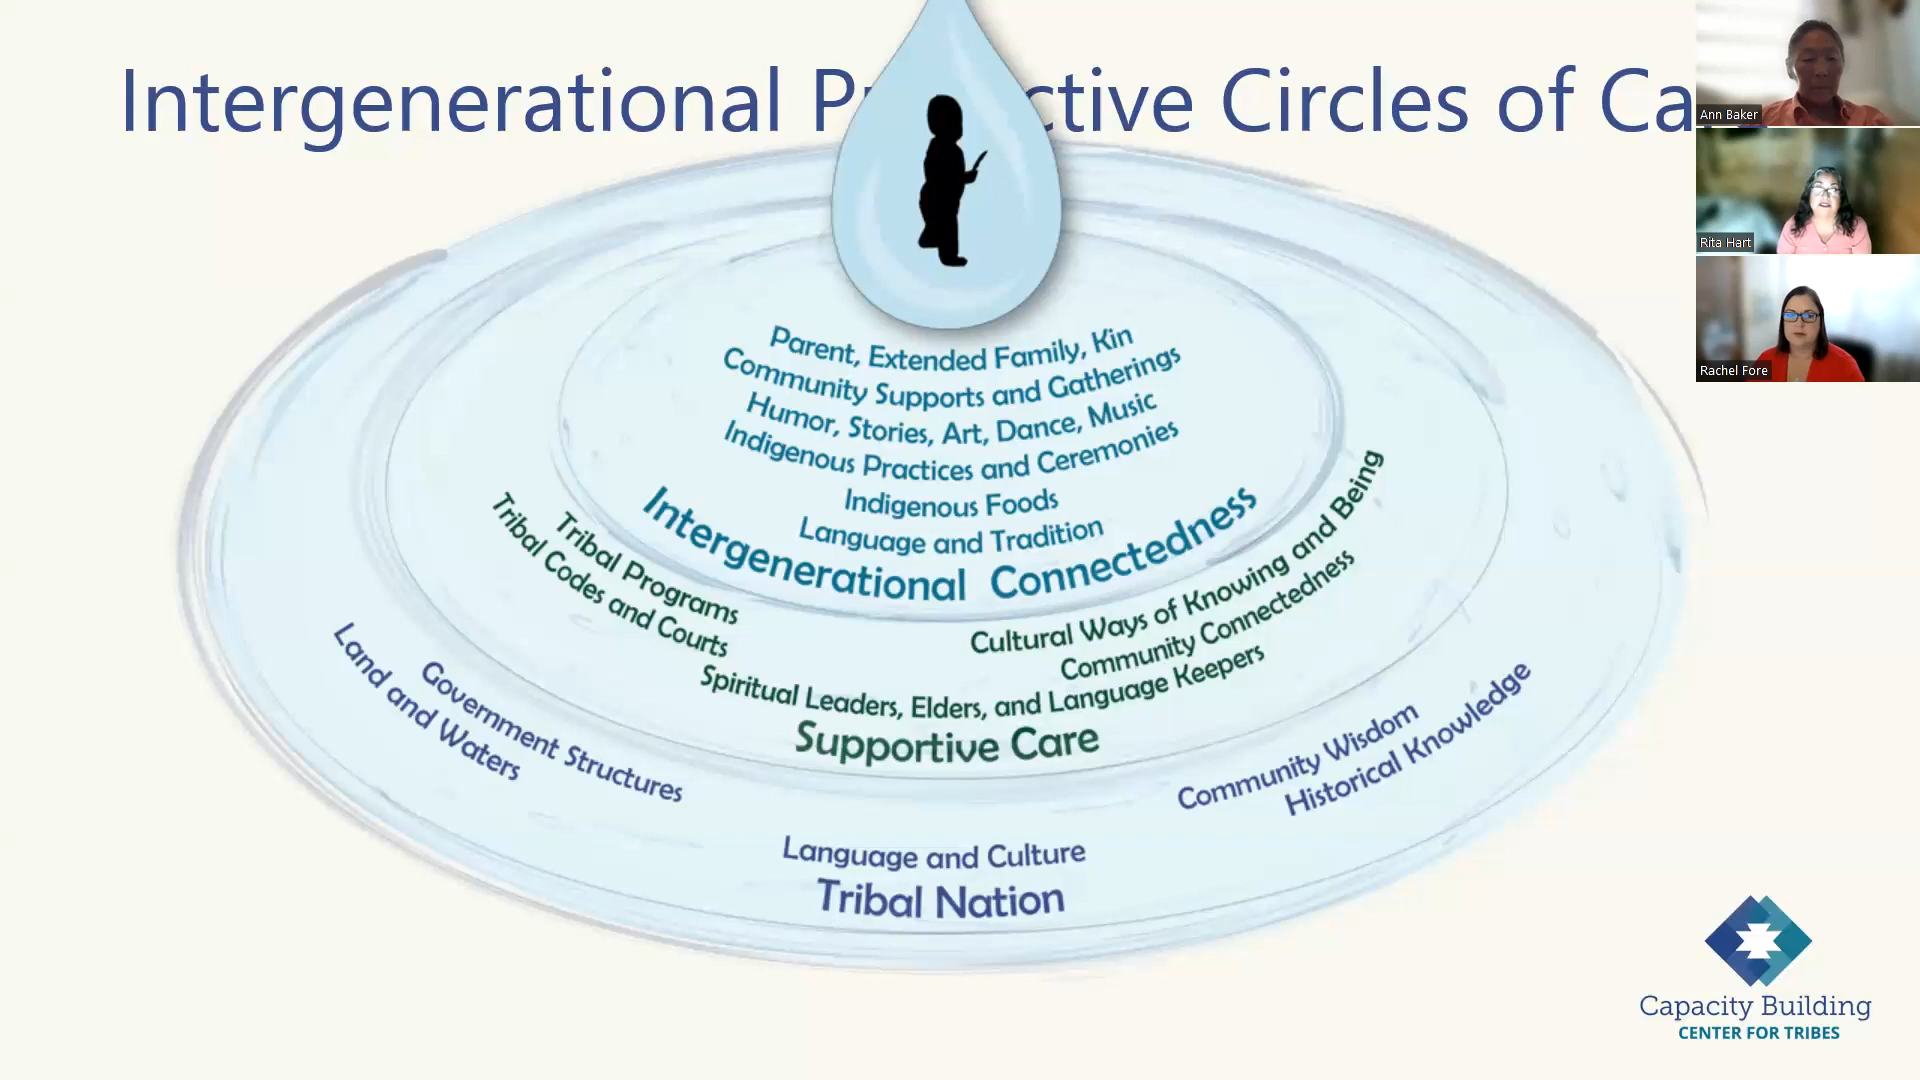 Intergenerational P ctive Circles of Ca
Ann Baker
Rita Hart
Rachel Fore
Parent, Extended Family, Kin
Community Supports and Gatherings
Humor, Stories, Art, Dance, Music
Indigenous Practices and Ceremonies
Indigenous Foods
Language and Tradition
Intergenerational Connectedness
Tribal Programs
Tribal Codes and Courts
Cultural Ways of Knowing and Being
Community Connectedness
Spiritual Leaders, Elders, and Language Keepers
Supportive Care
Government Structures
Land and Waters
Community Wisdom
Historical Knowledge
Language and Culture
Tribal Nation
Capacity Building
CENTER FOR TRIBES